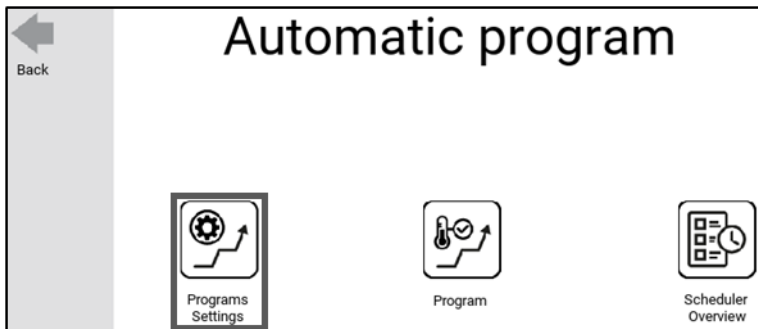 Automatic program
Back
Programs
Settings
Program
Scheduler
Overview